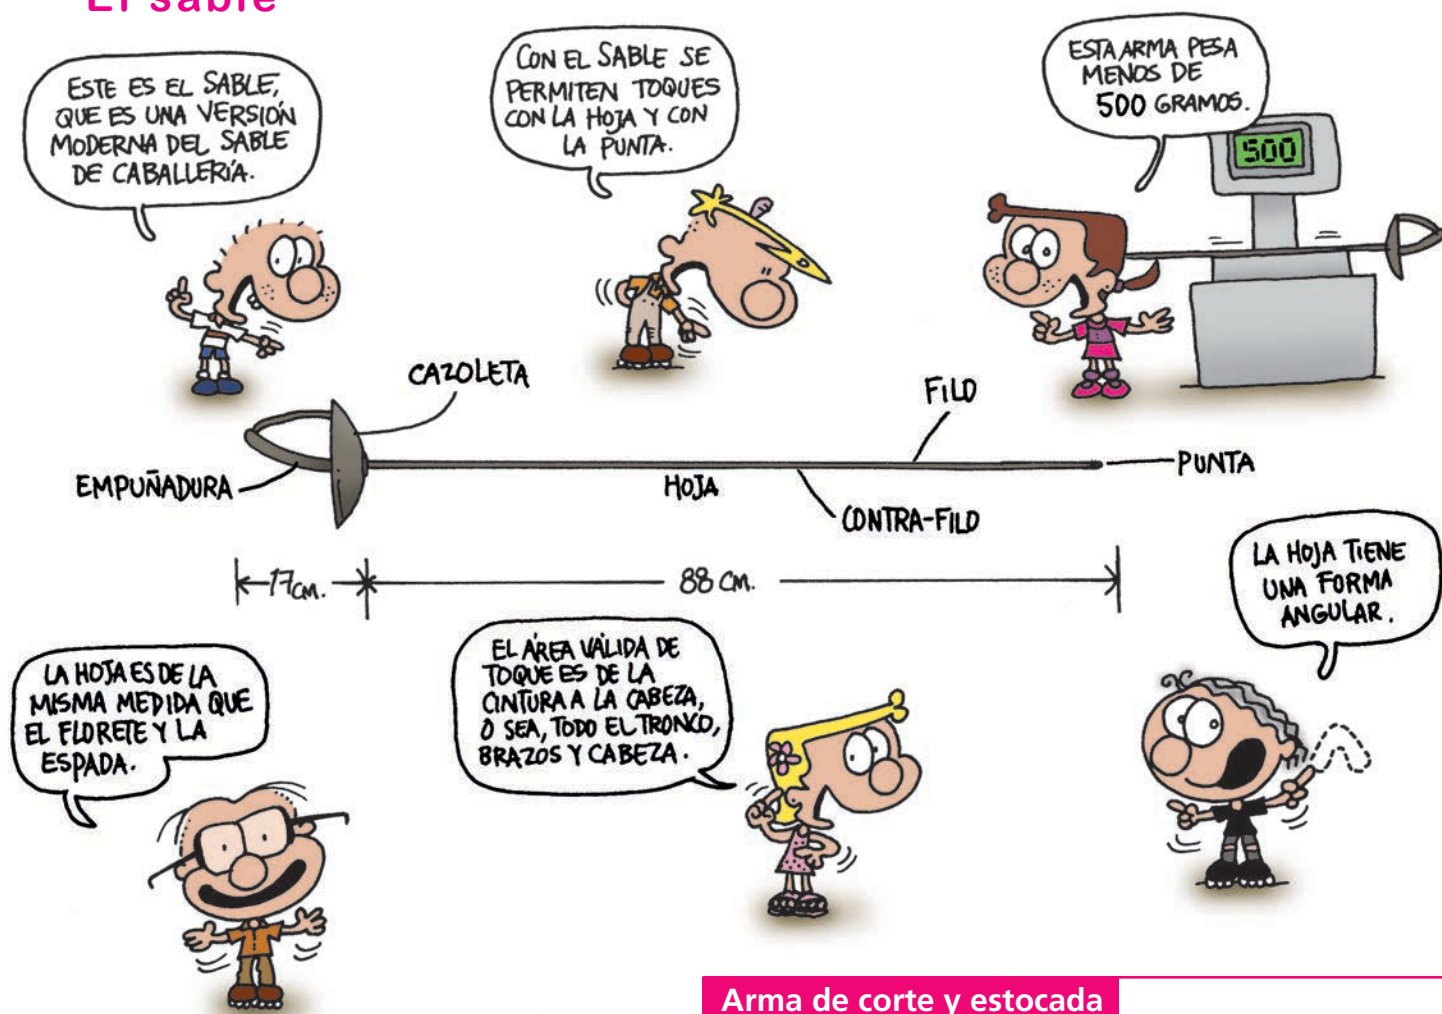 El sable
ESTE ES EL SABLE,
QUE ES UNA VERSIÓN
MODERNA DEL SABLE
DE CABALLERÍA.
CON EL SABLE SE
PERMITEN TOQUES
CON LA HOJA Y CON
LA PUNTA.
ESTA ARMA PESA
MENOS DE
500 GRAMOS.
500
CAZOLETA
FILO
EMPUÑADURA
HOJA
PUNTA
CONTRA-FILO
17 CM.
88 CM.
LA HOJA TIENE
UNA FORMA
ANGULAR.
LA HOJA ES DE LA
MISMA MEDIDA QUE
EL FLORETE Y LA
ESPADA.
EL ÁREA VÁLIDA DE
TOQUE ES DE LA
CINTURA A LA CABEZA,
O SEA, TODO EL TRONCO,
BRAZOS Y CABEZA.
Arma de corte y estocada